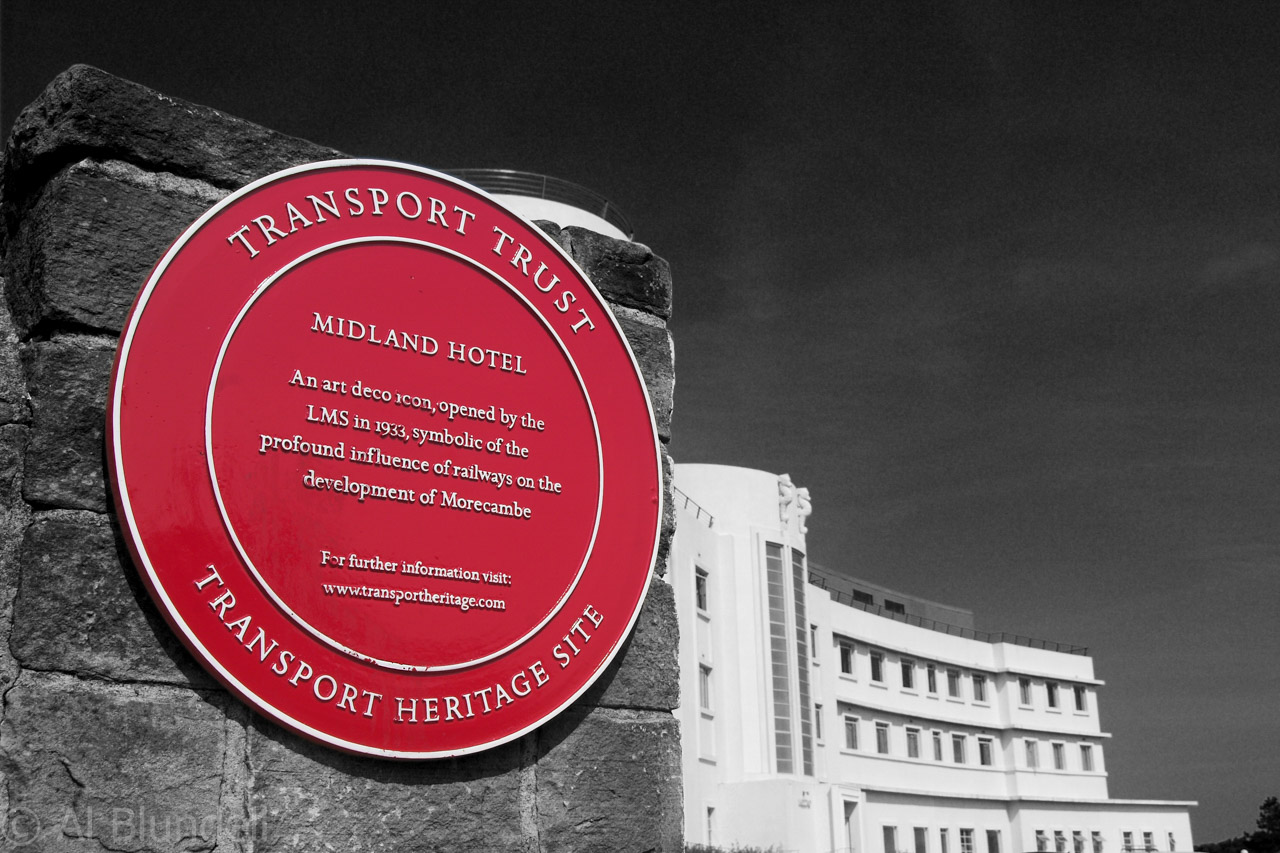 TRANSPORT TRUST
MIDLAND HOTEL
An art deco icon, opened by the
LMS in 1933, symbolic of the
profound influence of railways on the
development of Morecambe
For further information visit:
www.transportheritage.com
TRANSPORT HERITAGE SITE
© Al Blundell